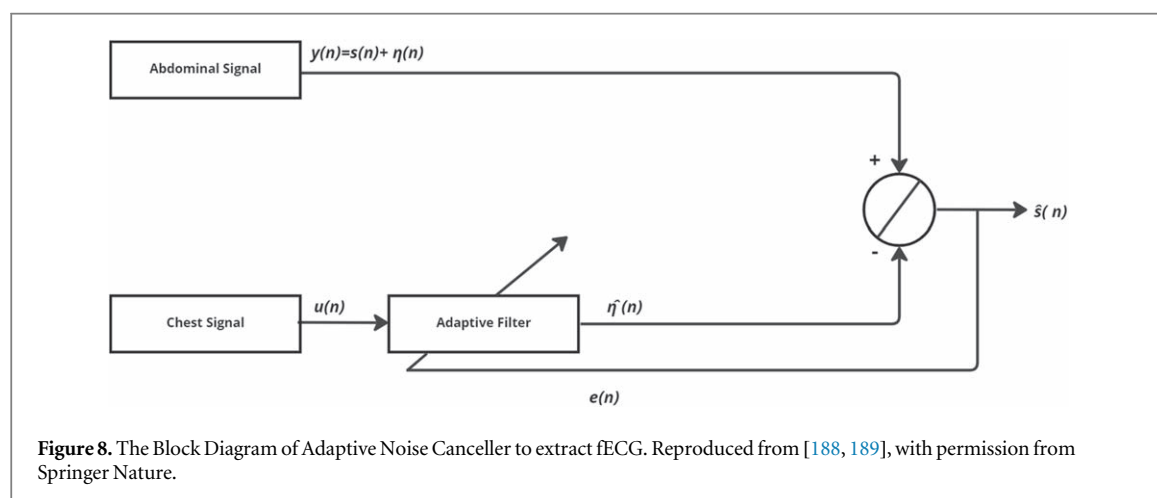 y(n)=s(n)+ η(n)
Abdominal Signal
+
ŝ( n)
-
u(n)
η̂ (n)
Chest Signal
Adaptive Filter
e(n)
Figure 8. The Block Diagram of Adaptive Noise Canceller to extract fECG. Reproduced from [188, 189], with permission from
Springer Nature.